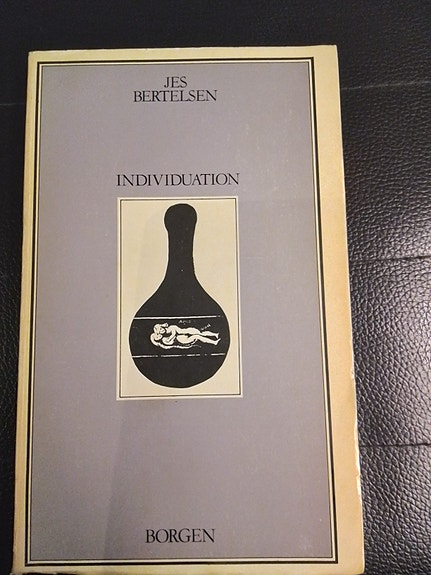 JES
BERTELSEN
INDIVIDUATION
BORGEN